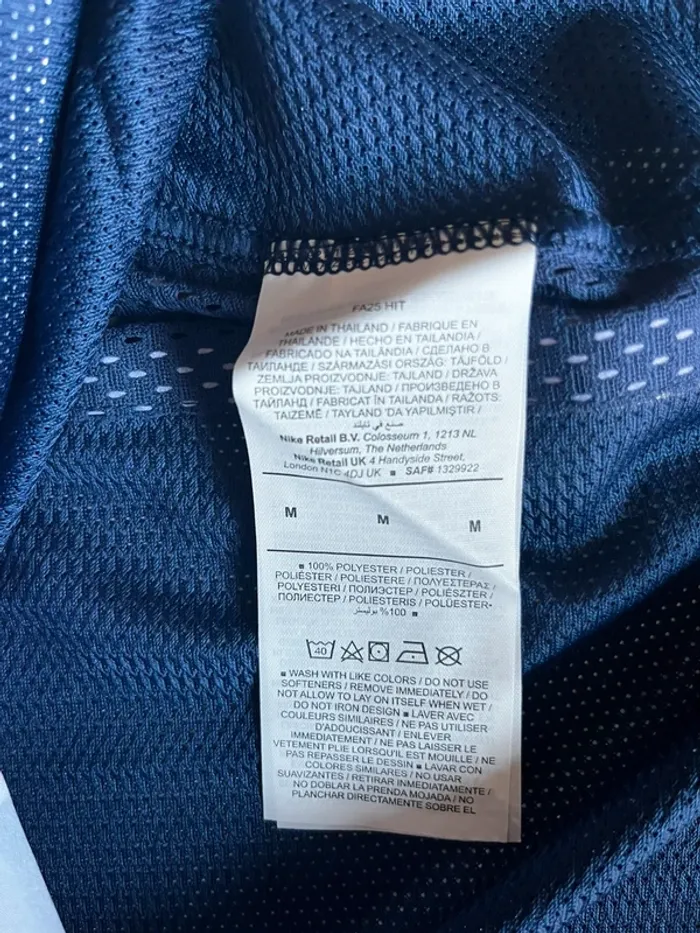 FA25 HIT
MADE IN THAILAND / FABRIQUE EN
THAILANDE / HECHO EN TAILANDIA /
FABRICADO NA TAILÂNDIA / СДЕЛАНО В
ТАИЛАНДЕ / SZÁRMAZÁSI ORSZÁG: TÁJFÖLD /
ZEMLJA PROIZVODNJE: TAJLAND / DRŽAVA
PROIZVODNJE: TAJLAND / ПРОИЗВЕДЕНО В
ТАЙЛАНД / FABRICAT ÎN TAILANDA / RAŽOTS:
TAIZEMĒ / TAYLAND 'DA YAPILMIŞTIR /
صنع في تايلند
Nike Retail B.V. Colosseum 1, 1213 NL
Hilversum, The Netherlands
Nike Retail UK 4 Handyside Street,
London N1C 4DJ UK ■ SAF# 1329922
M M M
■ 100% POLYESTER / POLIESTER /
POLIÉSTER / POLIESTERE / ΠΟΛΥΕΣΤΕΡΑΣ /
POLYESTERI / ПОЛИЭСТЕР / POLIÉSZTER /
ПОЛИЕСТЕР / POLIESTERIS / POLÜESTER
100% بوليستر ■
40
■ WASH WITH LIKE COLORS / DO NOT USE
SOFTENERS / REMOVE IMMEDIATELY / DO
NOT ALLOW TO LAY ON ITSELF WHEN WET /
DO NOT IRON DESIGN ■ LAVER AVEC
COULEURS SIMILAIRES / NE PAS UTILISER
D'ADOUCISSANT / ENLEVER
IMMEDIATEMENT / NE PAS LAISSER LE
VETEMENT PLIE LORSQU'IL EST MOUILLE / NE
PAS REPASSER LE DESSIN ■ LAVAR CON
COLORES SIMILARES / NO USAR
SUAVIZANTES / RETIRAR INMEDIATAMENTE /
NO DOBLAR LA PRENDA MOJADA / NO
PLANCHAR DIRECTAMENTE SOBRE EL